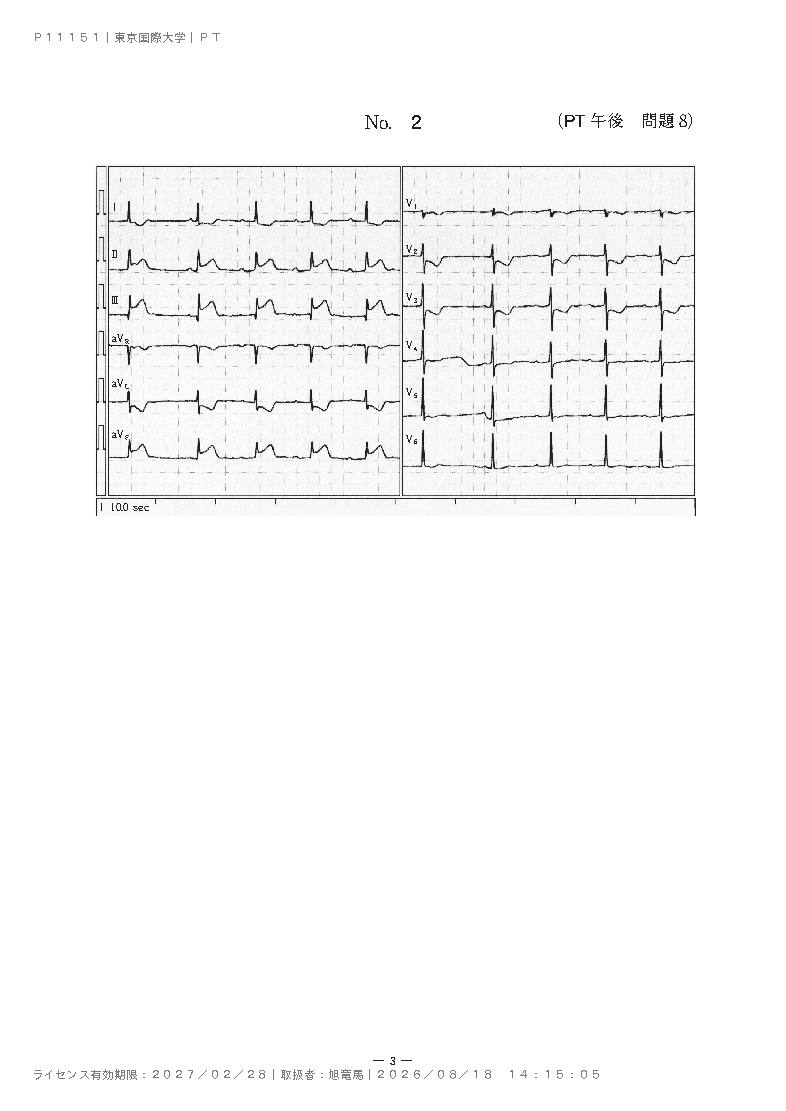 Ｐ１１１５１｜東京国際大学｜ＰＴ
No. 2 （PT 午後　問題 8）
I
II
III
aVR
aVL
aVF
V1
V2
V3
V4
V5
V6
10.0 sec
— 3 —
ライセンス有効期限：２０２７／０２／２８｜取扱者：旭竜馬｜２０２６／０８／１８　１４：１５：０５